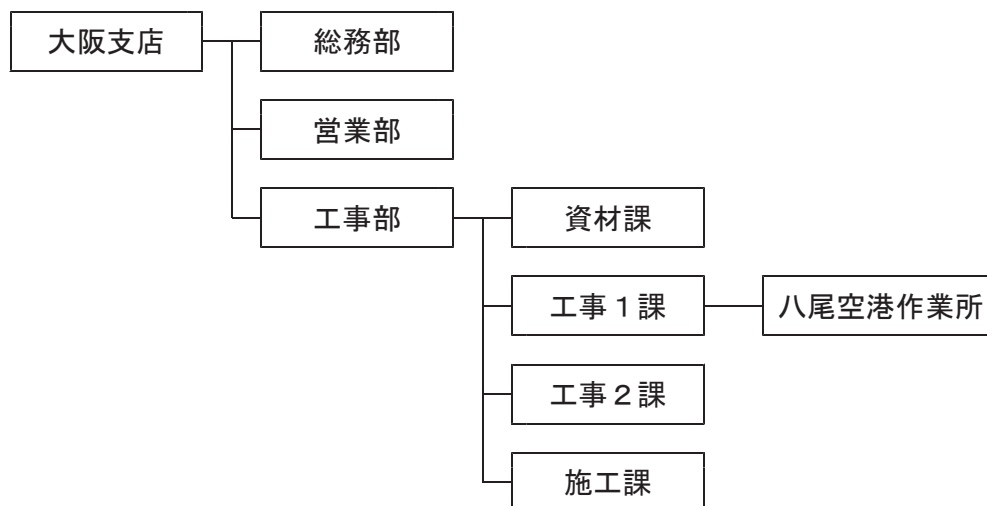 大阪支店
総務部
営業部
工事部
資材課
工事１課
八尾空港作業所
工事２課
施工課